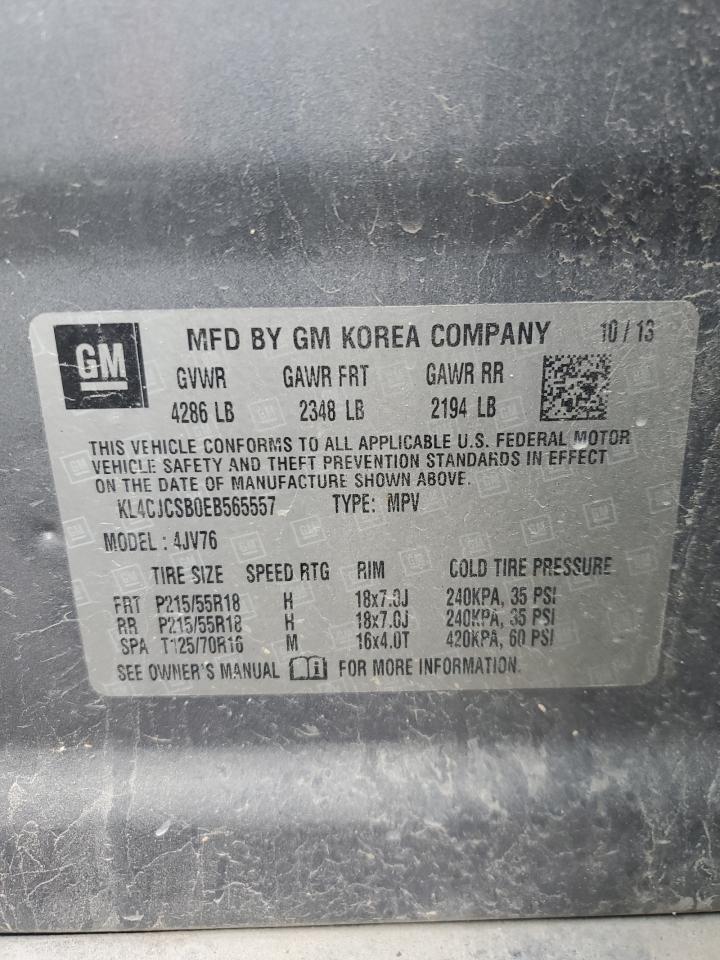 GM MFD BY GM KOREA COMPANY 10/13
GVWR GAWR FRT GAWR RR
4286 LB 2348 LB 2194 LB
THIS VEHICLE CONFORMS TO ALL APPLICABLE U.S. FEDERAL MOTOR
VEHICLE SAFETY AND THEFT PREVENTION STANDARDS IN EFFECT
ON THE DATE OF MANUFACTURE SHOWN ABOVE.
KL4CJCSB0EB565557 TYPE: MPV
MODEL: 4JV76
TIRE SIZE SPEED RTG RIM COLD TIRE PRESSURE
FRT P215/55R18 H 18x7.0J 240KPA, 35 PSI
RR P215/55R18 H 18x7.0J 240KPA, 35 PSI
SPA T125/70R16 M 16x4.0T 420KPA, 60 PSI
SEE OWNER'S MANUAL FOR MORE INFORMATION.